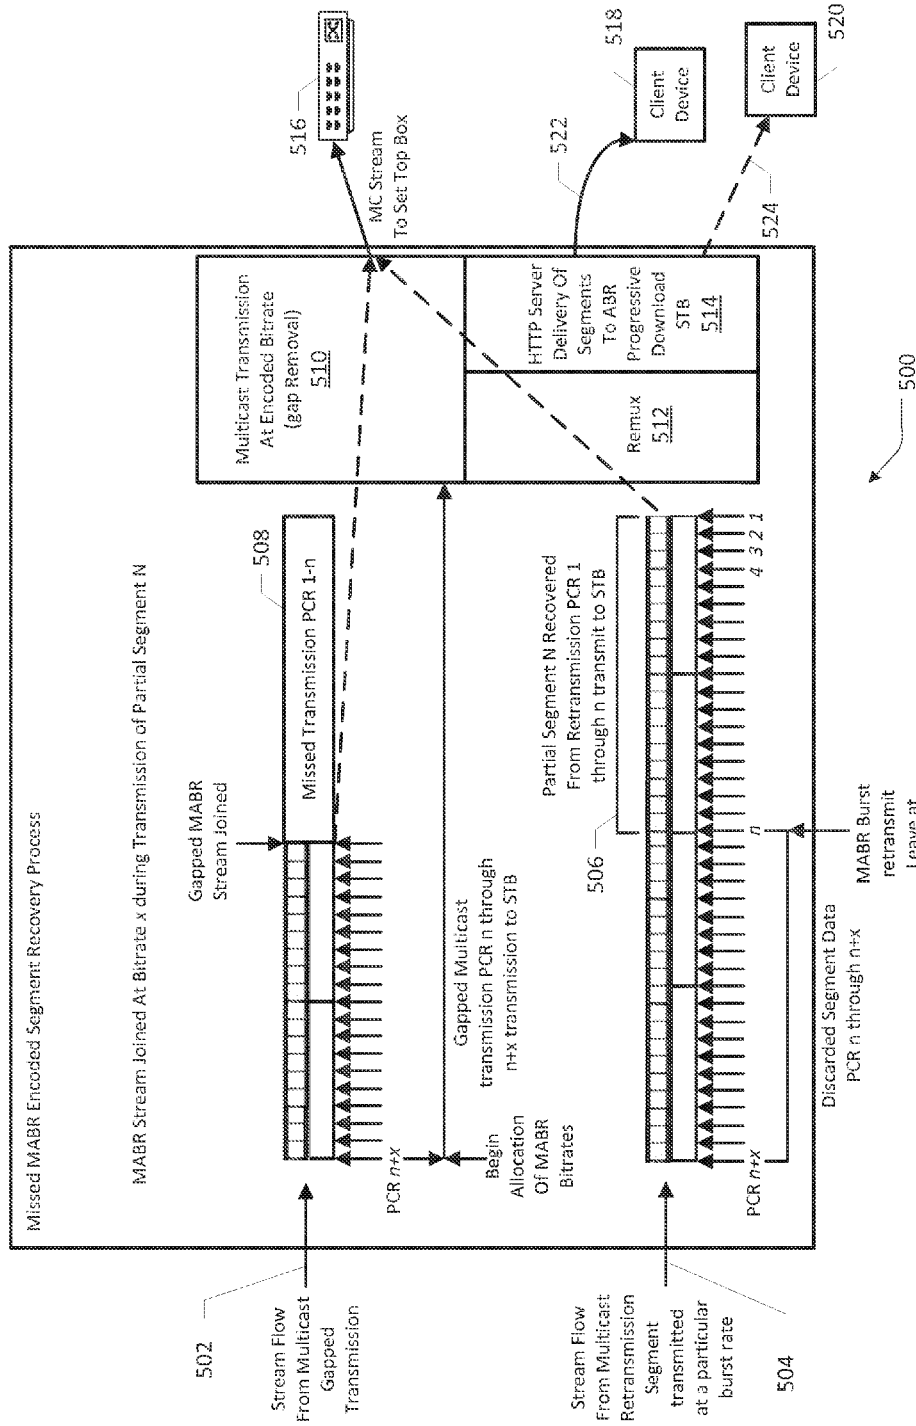 Missed MABR Encoded Segment Recovery Process
MABR Stream Joined At Bitrate x during Transmission of Partial Segment N
502
Stream Flow
From Multicast
Gapped
Transmission
Gapped MABR
Stream Joined
508
Missed Transmission PCR 1-n
PCR n+x
Begin
Allocation
Of MABR
Bitrates
Gapped Multicast
transmission PCR n through
n+x transmission to STB
Multicast Transmission
At Encoded Bitrate
(gap Removal)
510
516
MC Stream
To Set Top Box
Remux
512
HTTP Server
Delivery Of
Segments
To ABR
Progressive
Download
STB
514
522
518
Client
Device
524
520
Client
Device
Stream Flow
From Multicast
Retransmission
Segment
transmitted
at a particular
burst rate
504
506
Partial Segment N Recovered
From Retransmission PCR 1
through n transmit to STB
PCR n+x
n
4 3 2 1
Discarded Segment Data
PCR n through n+x
MABR Burst
retransmit
Leave at
500